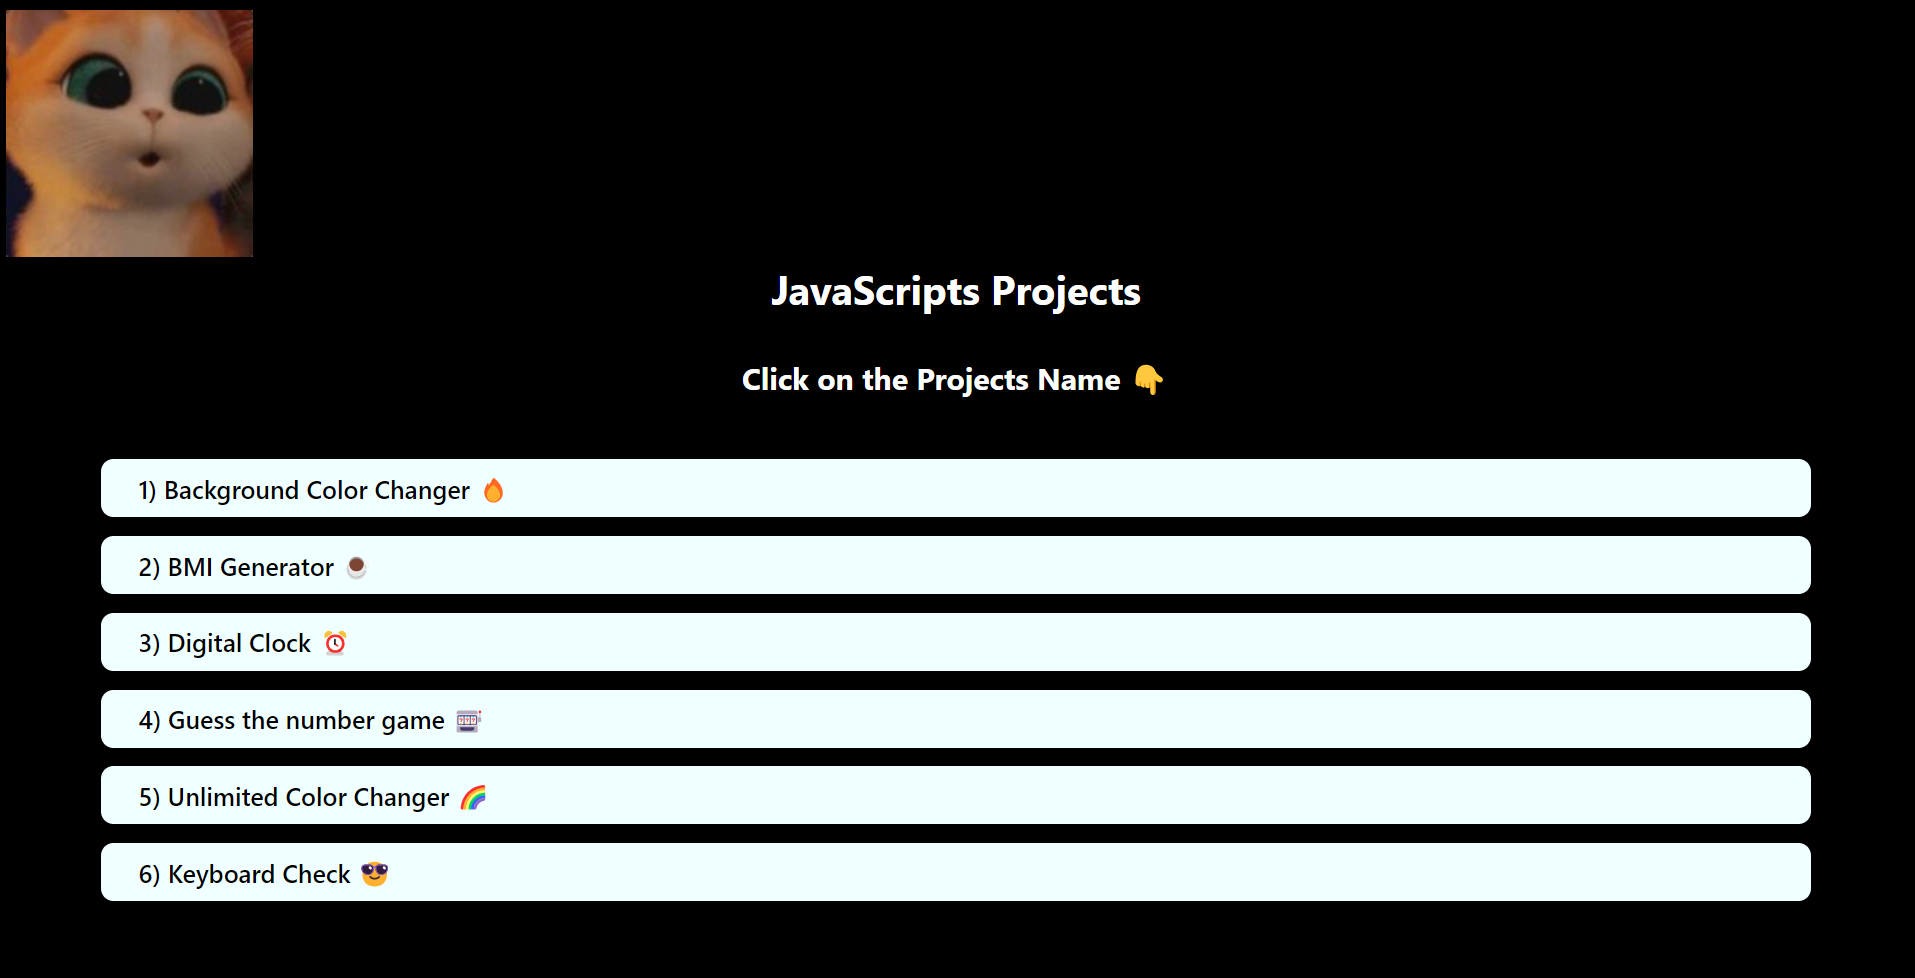 JavaScripts Projects
Click on the Projects Name 👇
1) Background Color Changer 🔥
2) BMI Generator ☕
3) Digital Clock ⏰
4) Guess the number game 🎰
5) Unlimited Color Changer 🌈
6) Keyboard Check 😎